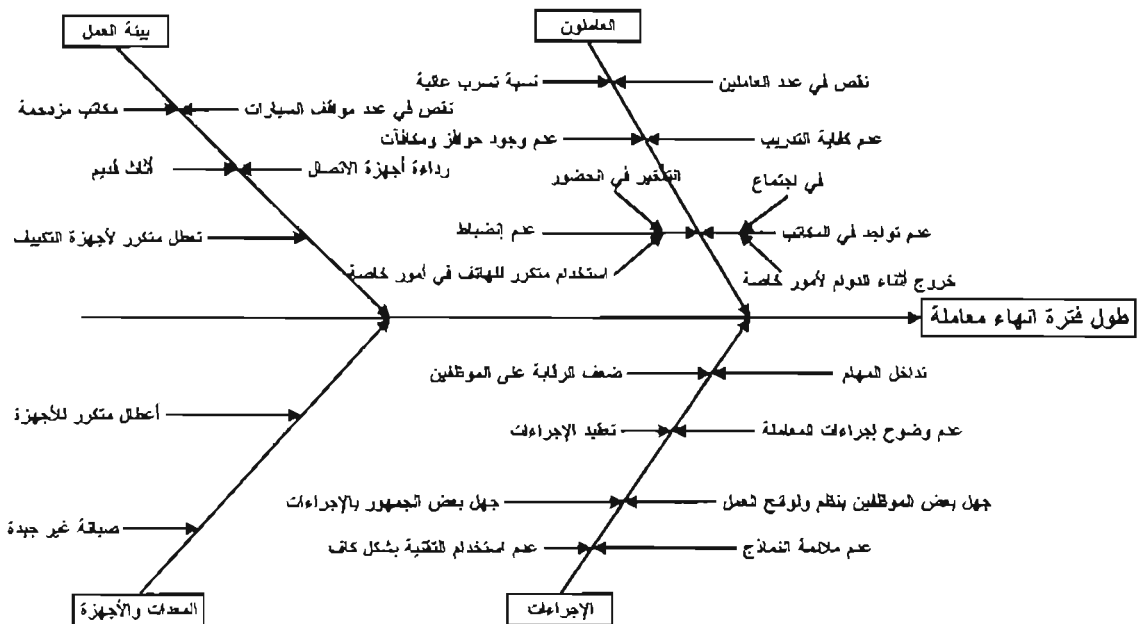 العاملون
بيئة العمل
نقص في عدد العاملين
نسبة تسرب عالية
نقص في عدد مواقف السيارات
مكاتب مزدحمة
عدم كفاية التدريب
عدم وجود حوافز ومكافآت
رداءة أجهزة الاتصال
أثاث قديم
في اجتماع
التأخير في الحضور
عدم تواجد في المكاتب
عدم إنضباط
تعطل متكرر لأجهزة التكييف
خروج أثناء الدوام لأمور خاصة
استخدام متكرر للهاتف في أمور خاصة
طول فترة انهاء معاملة
تداخل المهام
ضعف الرقابة على الموظفين
أعطال متكرر للأجهزة
عدم وضوح إجراءات المعاملة
تعقيد الإجراءات
جهل بعض الموظفين بنظم ولوائح العمل
جهل بعض الجمهور بالإجراءات
صيانة غير جيدة
عدم ملائمة النماذج
عدم استخدام التقنية بشكل كاف
الإجراءات
المعدات والأجهزة